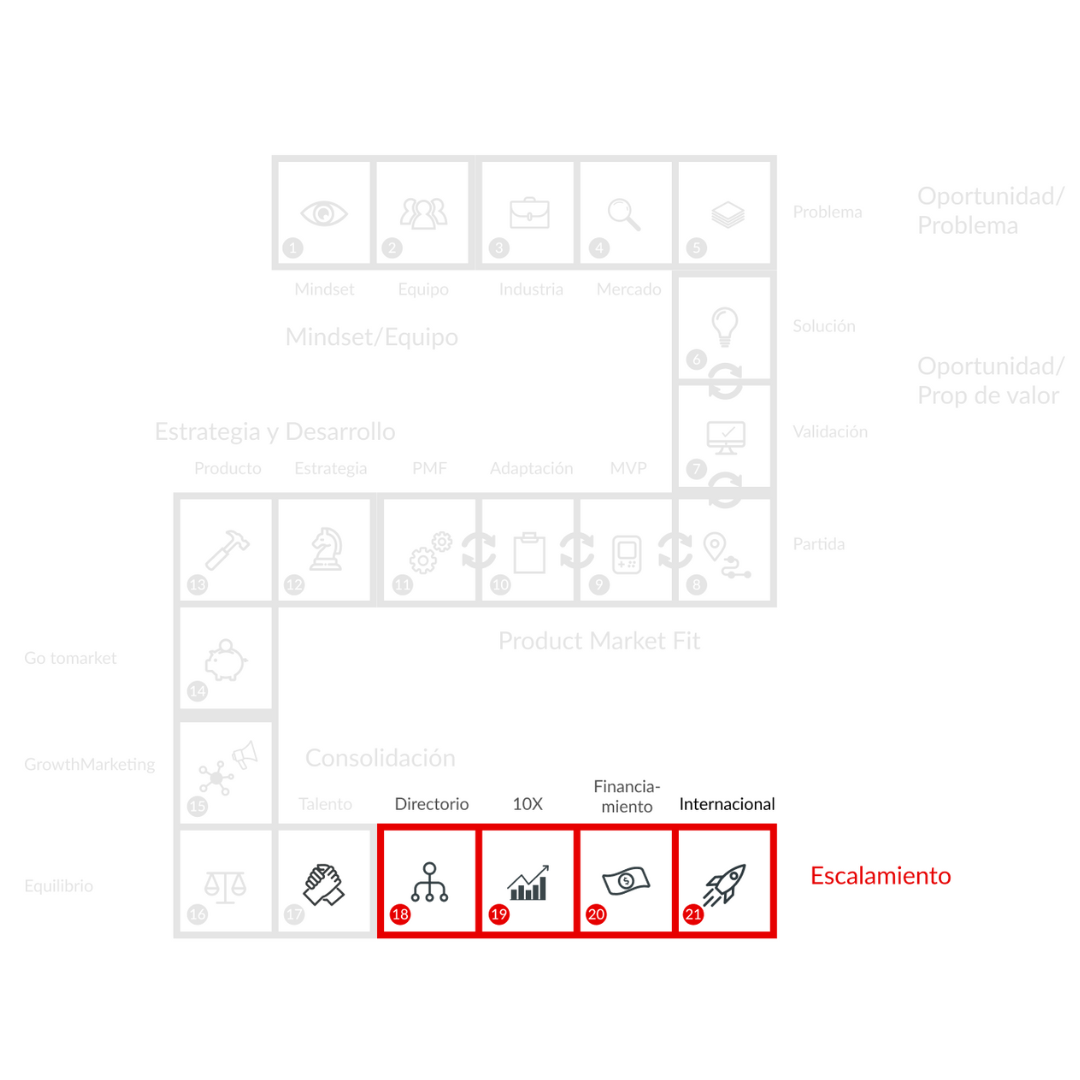 Problema
Oportunidad/
Problema
1
2
3
4
5
Mindset
Equipo
Industria
Mercado
Mindset/Equipo
Solución
6
Oportunidad/
Prop de valor
Estrategia y Desarrollo
Validación
7
Producto
Estrategia
PMF
Adaptación
MVP
Partida
13
12
11
10
9
8
Product Market Fit
Go tomarket
14
GrowthMarketing
15
Consolidación
Talento
Directorio
10X
Financia-
miento
Internacional
Equilibrio
Escalamiento
16
17
18
19
20
21